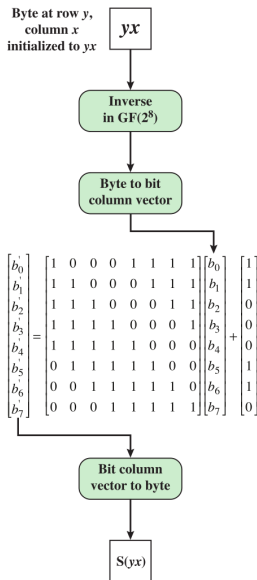 Byte at row y,
column x
initialized to yx
yx
Inverse
in GF(2⁸)
Byte to bit
column vector
b′₀ 1 0 0 0 1 1 1 1 b₀ 1
b′₁ 1 1 0 0 0 1 1 1 b₁ 1
b′₂ 1 1 1 0 0 0 1 1 b₂ 0
b′₃ = 1 1 1 1 0 0 0 1 b₃ + 0
b′₄ 1 1 1 1 1 0 0 0 b₄ 0
b′₅ 0 1 1 1 1 1 0 0 b₅ 1
b′₆ 0 0 1 1 1 1 1 0 b₆ 1
b′₇ 0 0 0 1 1 1 1 1 b₇ 0
Bit column
vector to byte
S(yx)